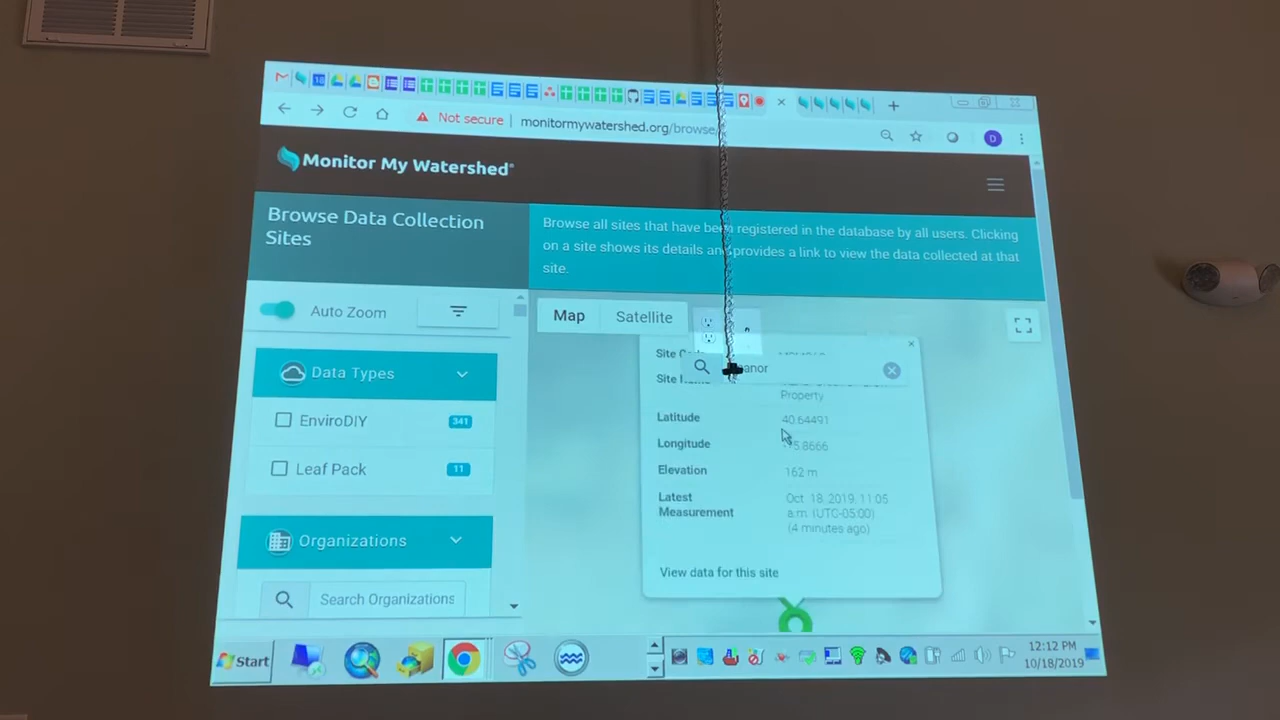 Not secure | monitormywatershed.org/browse/
Monitor My Watershed®
Browse Data Collection
Sites
Browse all sites that have been registered in the database by all users. Clicking
on a site shows its details and provides a link to view the data collected at that
site.
Auto Zoom
Data Types
EnviroDIY 341
Leaf Pack 11
Organizations
Search Organizations
Map Satellite
Site
Site
Property
Latitude 40.64491
Longitude
Elevation 162 m
Latest Oct. 18, 2019, 11:05
Measurement a.m. (UTC-05:00)
(4 minutes ago)
View data for this site
D
Start
12:12 PM
10/18/2019